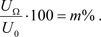 U_Ω / U_0 · 100 = m% .